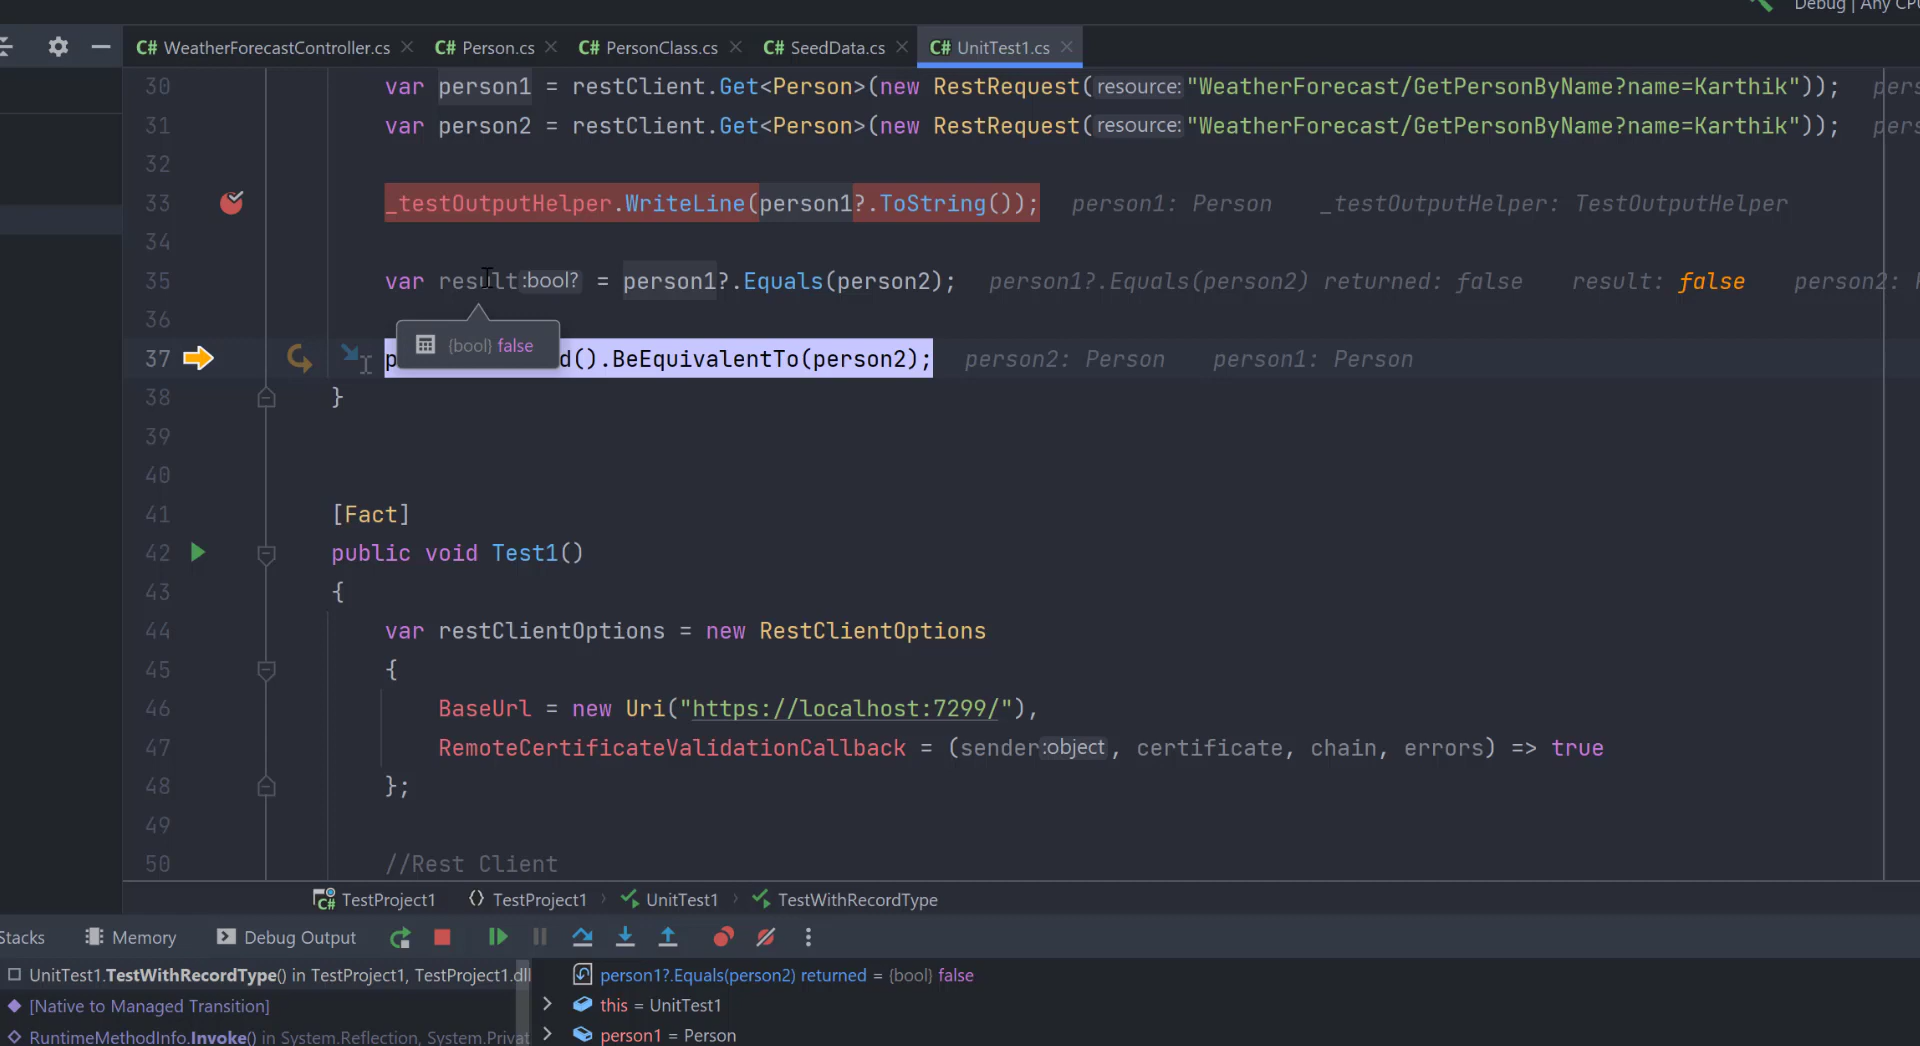 Debug | Any CPU
WeatherForecastController.cs Person.cs PersonClass.cs SeedData.cs UnitTest1.cs
30 var person1 = restClient.Get<Person>(new RestRequest(resource:"WeatherForecast/GetPersonByName?name=Karthik")); pers
31 var person2 = restClient.Get<Person>(new RestRequest(resource:"WeatherForecast/GetPersonByName?name=Karthik")); pers
32
33 _testOutputHelper.WriteLine(person1?.ToString()); person1: Person _testOutputHelper: TestOutputHelper
34
35 var result:bool? = person1?.Equals(person2); person1?.Equals(person2) returned: false result: false person2:
36
{bool} false
37 p d().BeEquivalentTo(person2); person2: Person person1: Person
38 }
39
40
41 [Fact]
42 public void Test1()
43 {
44 var restClientOptions = new RestClientOptions
45 {
46 BaseUrl = new Uri("https://localhost:7299/"),
47 RemoteCertificateValidationCallback = (sender:object, certificate, chain, errors) => true
48 };
49
50 //Rest Client
TestProject1 TestProject1 UnitTest1 TestWithRecordType
Stacks Memory Debug Output
UnitTest1.TestWithRecordType() in TestProject1, TestProject1.dll
[Native to Managed Transition]
RuntimeMethodInfo.Invoke() in System.Reflection, System.Privat
person1?.Equals(person2) returned = {bool} false
this = UnitTest1
person1 = Person